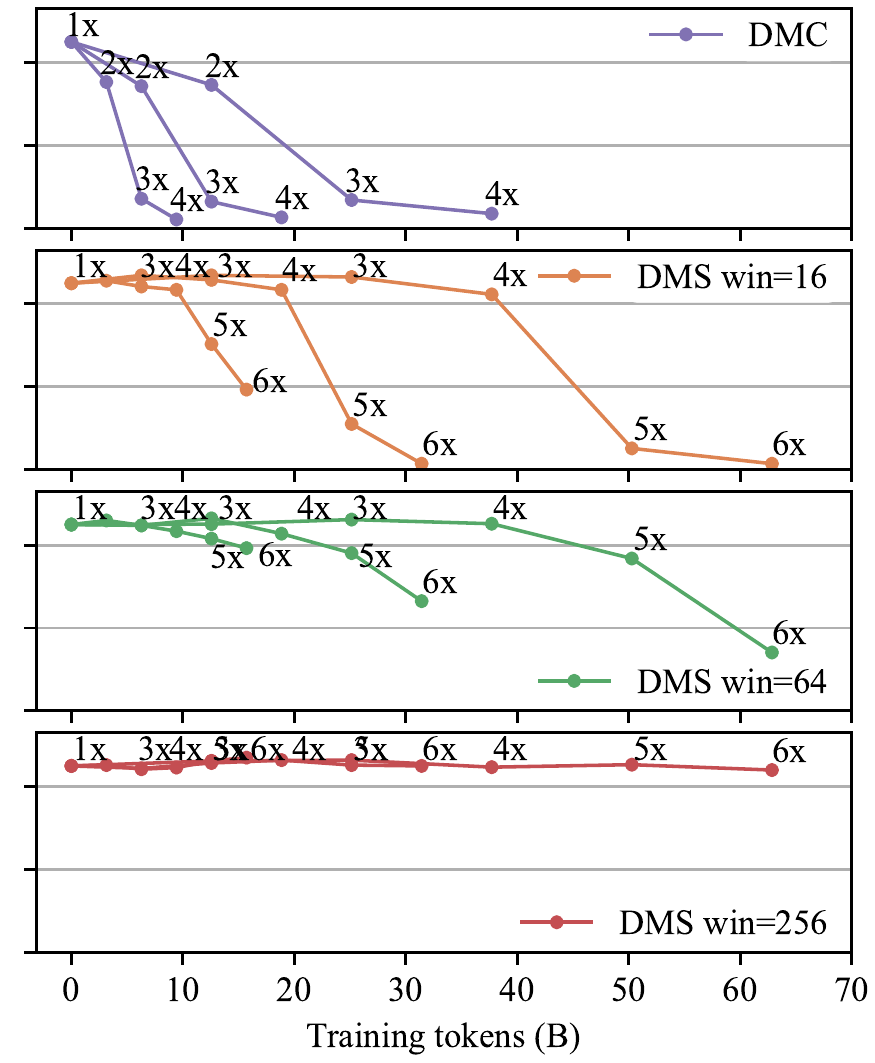 1x
DMC
2x 2x 2x
3x 4x 3x 4x 3x 4x
1x 3x 4x 3x 4x 3x 4x DMS win=16
5x
6x 5x 6x 5x 6x
1x 3x 4x 3x 4x 3x 4x
5x 6x 5x 5x
6x 6x
DMS win=64
1x 3x 4x 3x 6x 4x 6x 4x 5x 6x
DMS win=256
0 10 20 30 40 50 60 70
Training tokens (B)